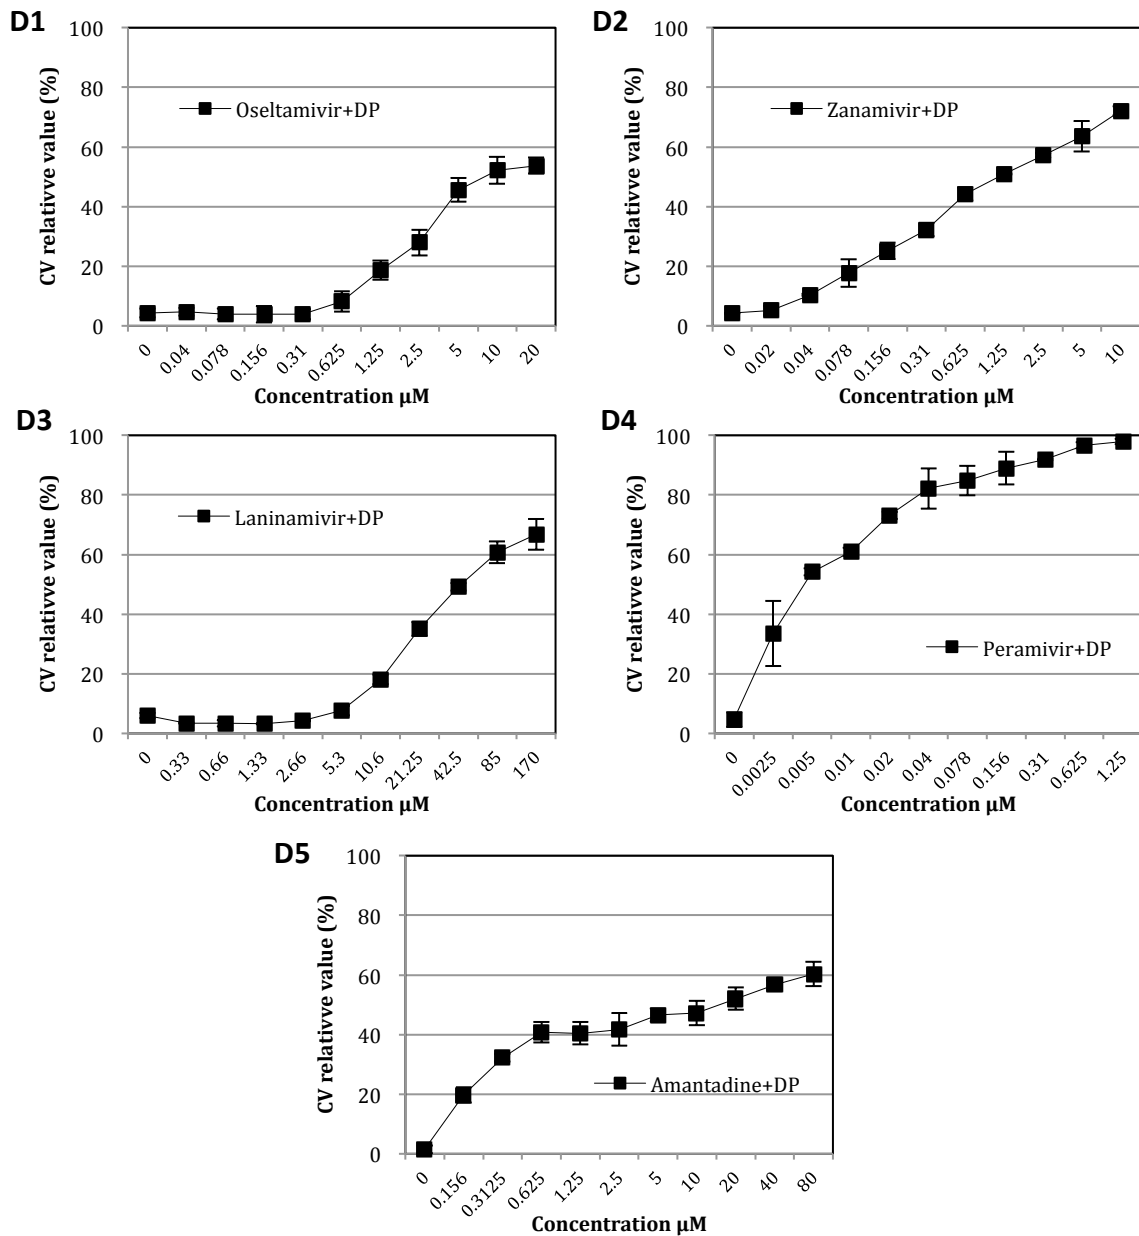 D1
CV relativve value (%)
100
80
60
40
20
0
Oseltamivir+DP
0 0.04 0.078 0.156 0.31 0.625 1.25 2.5 5 10 20
Concentration µM
D2
CV relativve value (%)
100
80
60
40
20
0
Zanamivir+DP
0 0.02 0.04 0.078 0.156 0.31 0.625 1.25 2.5 5 10
Concentration µM
D3
CV relativve value (%)
100
80
60
40
20
0
Laninamivir+DP
0 0.33 0.66 1.33 2.66 5.3 10.6 21.25 42.5 85 170
Concentration µM
D4
CV relativve value (%)
100
80
60
40
20
0
Peramivir+DP
0 0.0025 0.005 0.01 0.02 0.04 0.078 0.156 0.31 0.625 1.25
Concentration µM
D5
CV relativve value (%)
100
80
60
40
20
0
Amantadine+DP
0 0.156 0.3125 0.625 1.25 2.5 5 10 20 40 80
Concentration µM